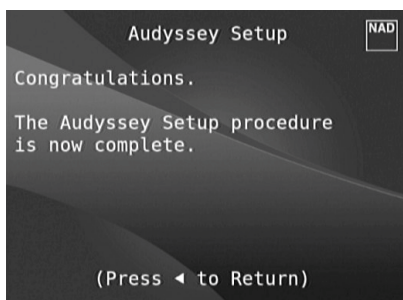 Audyssey Setup
NAD
Congratulations.
The Audyssey Setup procedure
is now complete.
(Press ◄ to Return)